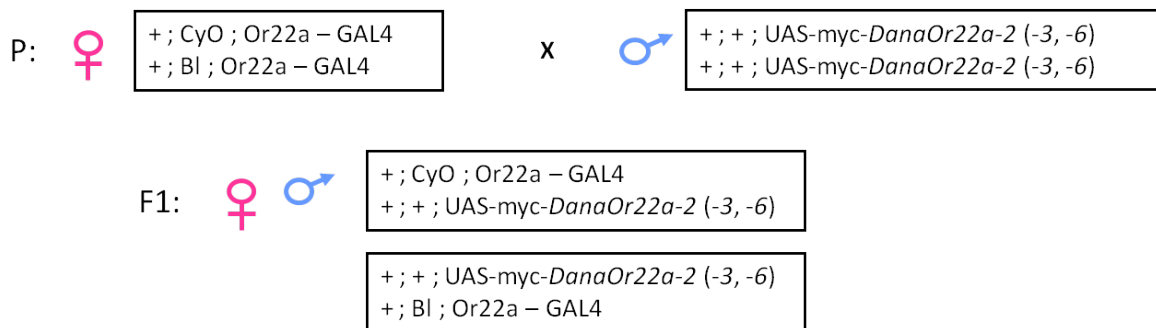 P: + ; CyO ; Or22a – GAL4 X + ; + ; UAS-myc-DanaOr22a-2 (-3, -6)
+ ; Bl ; Or22a – GAL4 + ; + ; UAS-myc-DanaOr22a-2 (-3, -6)
F1: + ; CyO ; Or22a – GAL4
+ ; + ; UAS-myc-DanaOr22a-2 (-3, -6)
+ ; + ; UAS-myc-DanaOr22a-2 (-3, -6)
+ ; Bl ; Or22a – GAL4